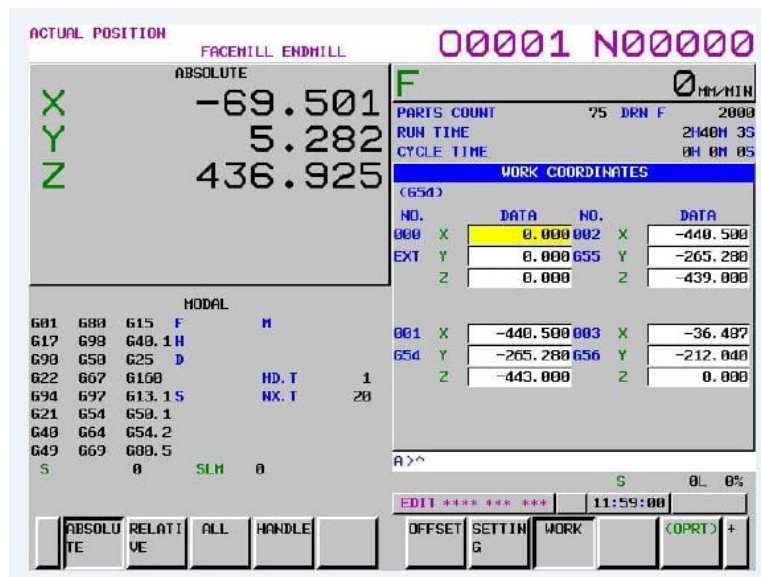 ACTUAL POSITION
FACEMILL ENDMILL
O0001 N00000
ABSOLUTE
X -69.501
Y 5.282
Z 436.925
F 0 MM/MIN
PARTS COUNT 75 DRN F 2000
RUN TIME 2H40M 3S
CYCLE TIME 0H 0M 0S
WORK COORDINATES
(G54)
NO. DATA NO. DATA
000 X 0.000 002 X -440.500
EXT Y 0.000 G55 Y -265.280
Z 0.000 Z -439.000
001 X -440.500 003 X -36.487
G54 Y -265.280 G56 Y -212.040
Z -443.000 Z 0.000
MODAL
G01 G80 G15 F M
G17 G98 G40.1 H
G90 G50 G25 D
G22 G67 G160 HD.T 1
G94 G97 G13.1 S NX.T 20
G21 G54 G50.1
G40 G64 G54.2
G49 G69 G80.5
S 0 SLM 0
A>^
S 0L 0%
EDIT **** *** *** 11:59:00
ABSOLUTE RELATIVE ALL HANDLE
OFFSET SETTING WORK (OPRT) +